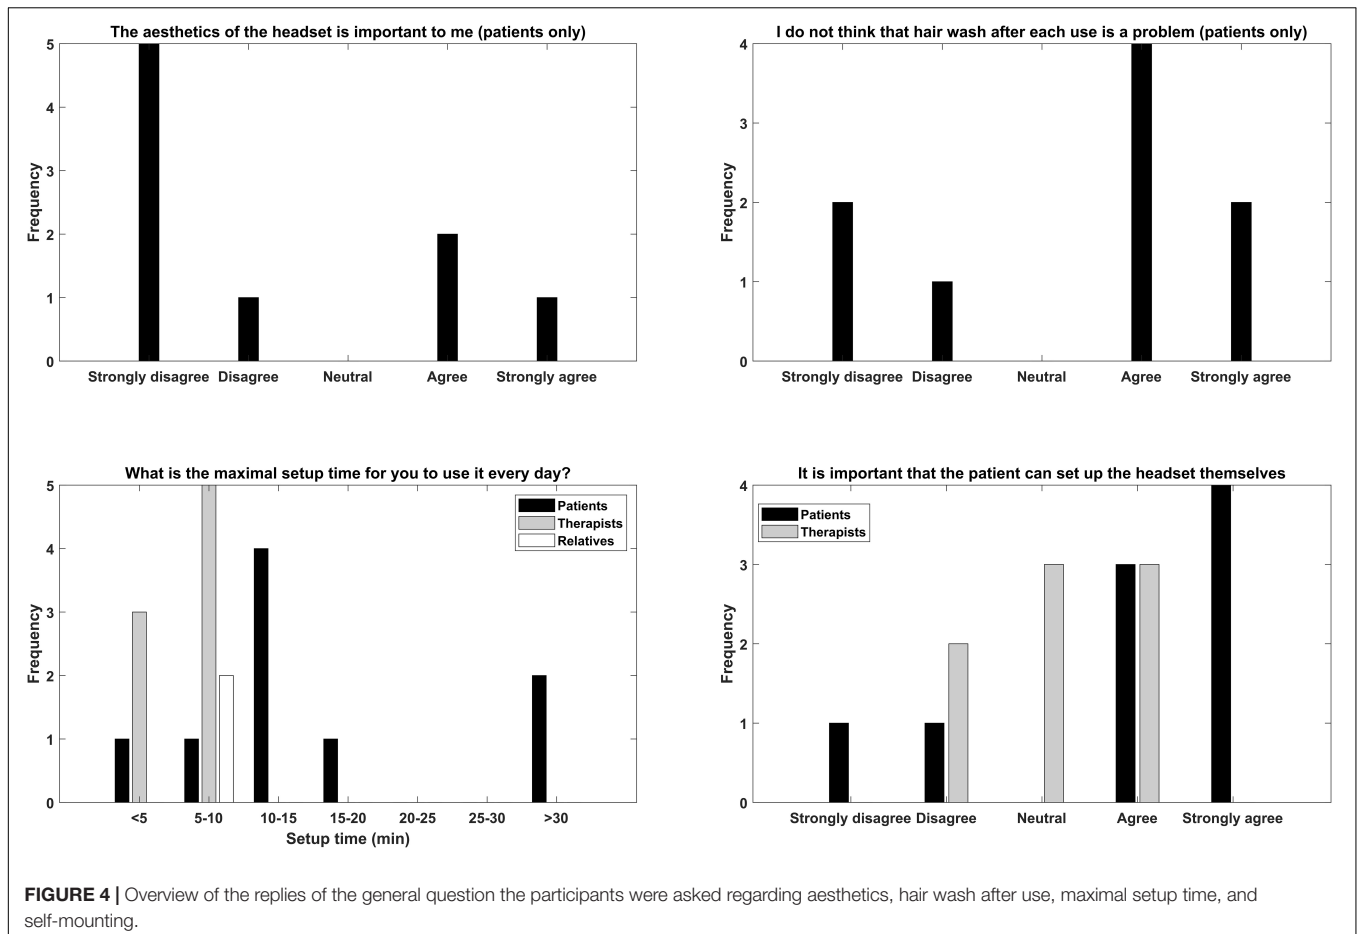 The aesthetics of the headset is important to me (patients only)
5
4
3
2
1
0
Frequency
Strongly disagree Disagree Neutral Agree Strongly agree
I do not think that hair wash after each use is a problem (patients only)
4
3
2
1
0
Frequency
Strongly disagree Disagree Neutral Agree Strongly agree
What is the maximal setup time for you to use it every day?
5
4
3
2
1
0
Frequency
Patients
Therapists
Relatives
<5 5-10 10-15 15-20 20-25 25-30 >30
Setup time (min)
It is important that the patient can set up the headset themselves
4
3
2
1
0
Frequency
Patients
Therapists
Strongly disagree Disagree Neutral Agree Strongly agree
FIGURE 4 | Overview of the replies of the general question the participants were asked regarding aesthetics, hair wash after use, maximal setup time, and
self-mounting.